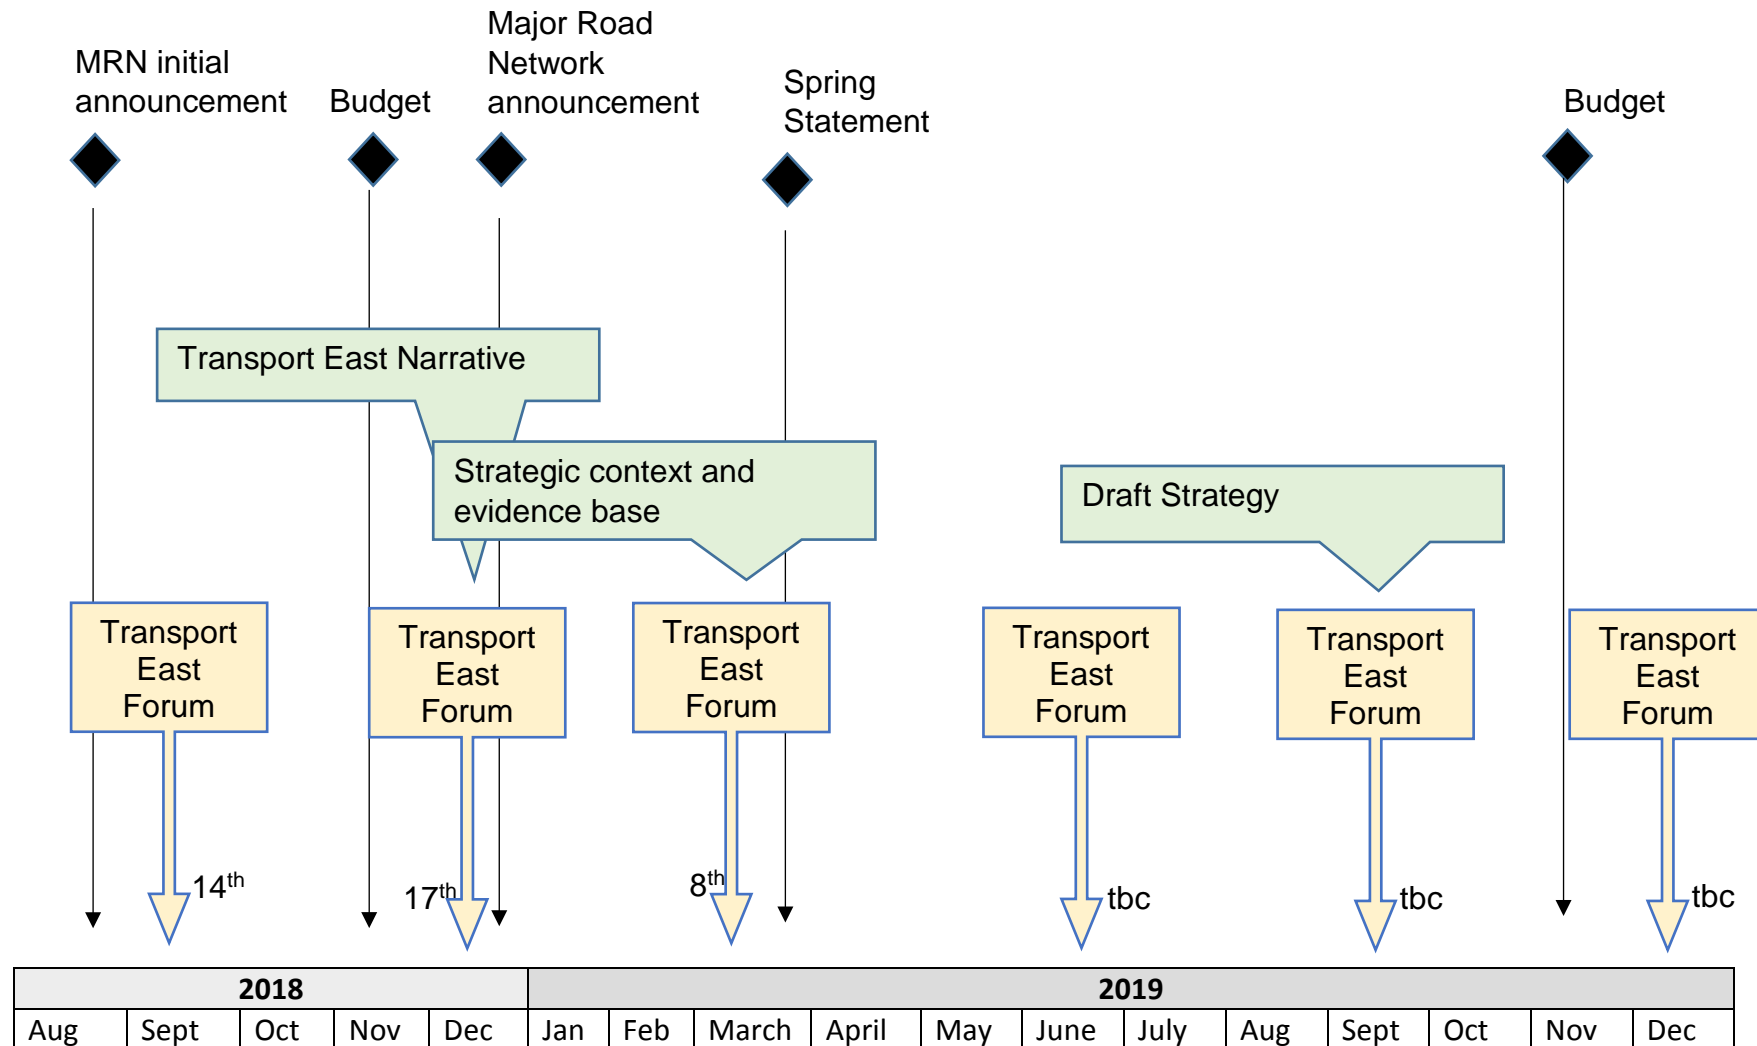 MRN initial
announcement
Budget
Major Road
Network
announcement
Spring
Statement
Budget
Transport East Narrative
Strategic context and
evidence base
Draft Strategy
Transport
East
Forum
Transport
East
Forum
Transport
East
Forum
Transport
East
Forum
Transport
East
Forum
Transport
East
Forum
14th
17th
8th
tbc
tbc
tbc
2018 2019
Aug Sept Oct Nov Dec Jan Feb March April May June July Aug Sept Oct Nov Dec